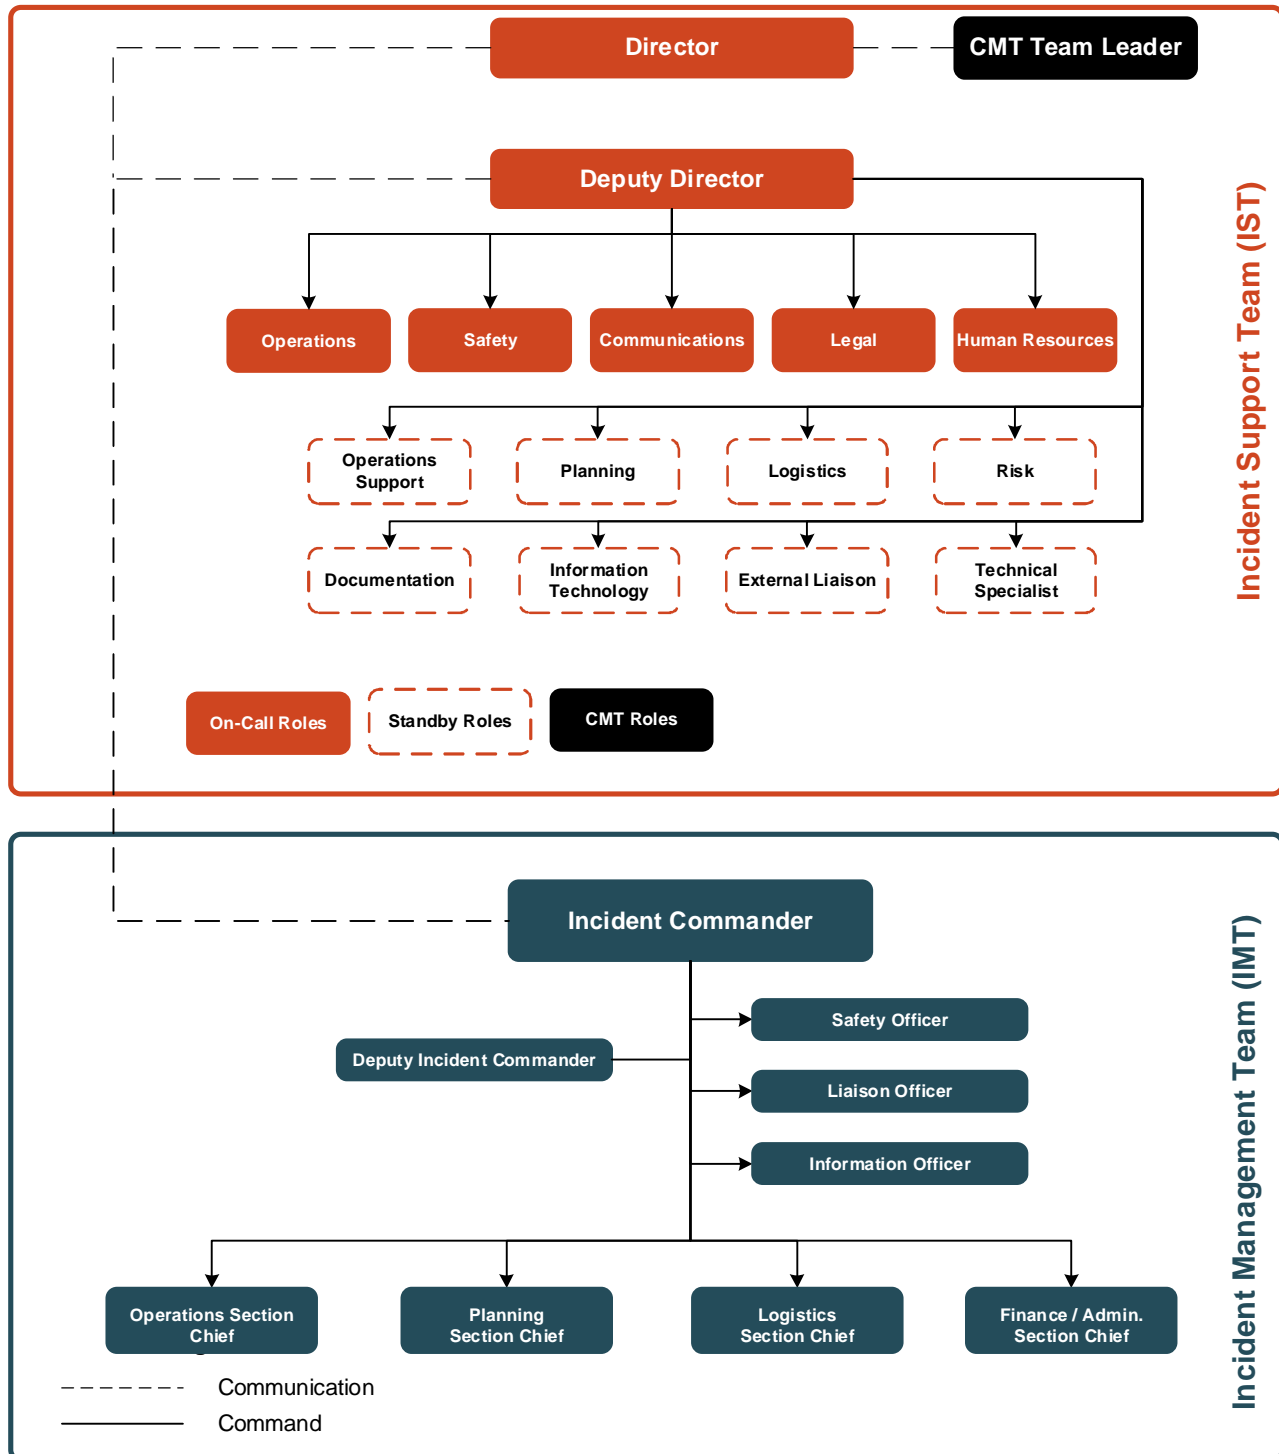 Director
CMT Team Leader
Deputy Director
Incident Support Team (IST)
Operations
Safety
Communications
Legal
Human Resources
Operations
Support
Planning
Logistics
Risk
Documentation
Information
Technology
External Liaison
Technical
Specialist
On-Call Roles
Standby Roles
CMT Roles
Incident Commander
Incident Management Team (IMT)
Safety Officer
Deputy Incident Commander
Liaison Officer
Information Officer
Operations Section
Chief
Planning
Section Chief
Logistics
Section Chief
Finance / Admin.
Section Chief
Communication
Command